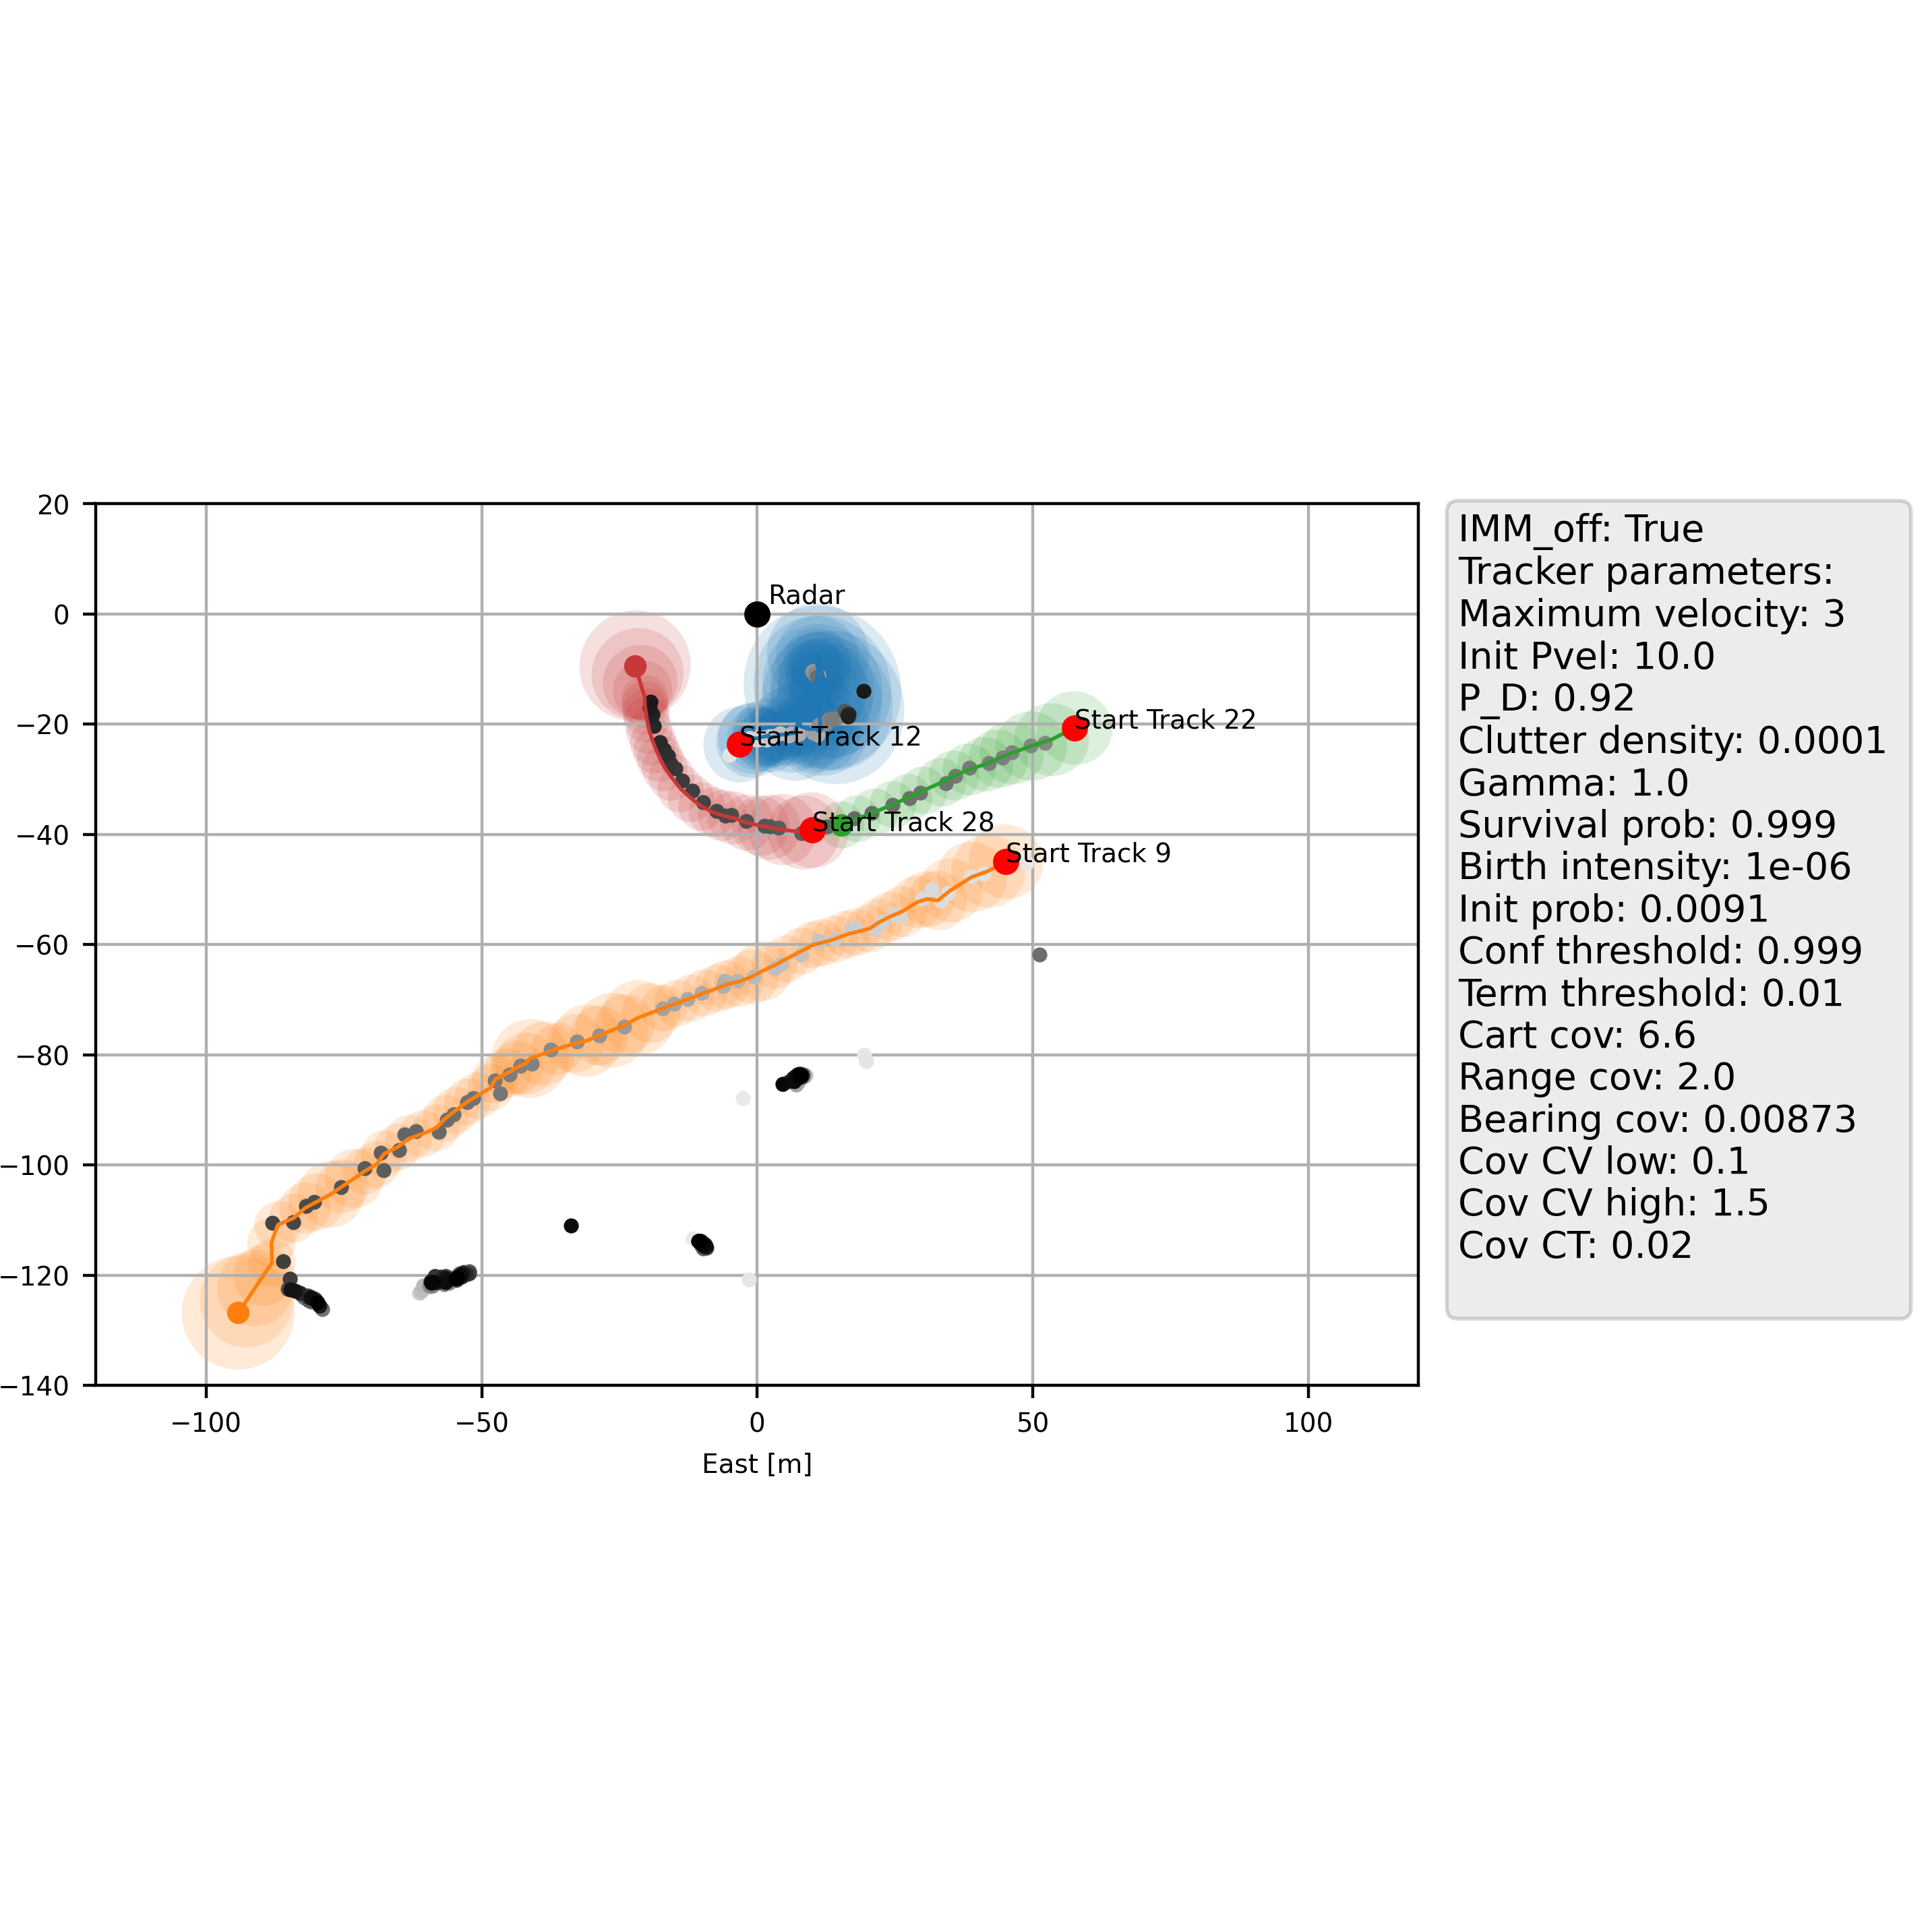 20
0
−20
−40
−60
−80
−100
−120
−140
−100
−50
0
50
100
East [m]
Radar
Start Track 22
Start Track 12
Start Track 28
Start Track 9
IMM_off: True
Tracker parameters:
Maximum velocity: 3
Init Pvel: 10.0
P_D: 0.92
Clutter density: 0.0001
Gamma: 1.0
Survival prob: 0.999
Birth intensity: 1e-06
Init prob: 0.0091
Conf threshold: 0.999
Term threshold: 0.01
Cart cov: 6.6
Range cov: 2.0
Bearing cov: 0.00873
Cov CV low: 0.1
Cov CV high: 1.5
Cov CT: 0.02